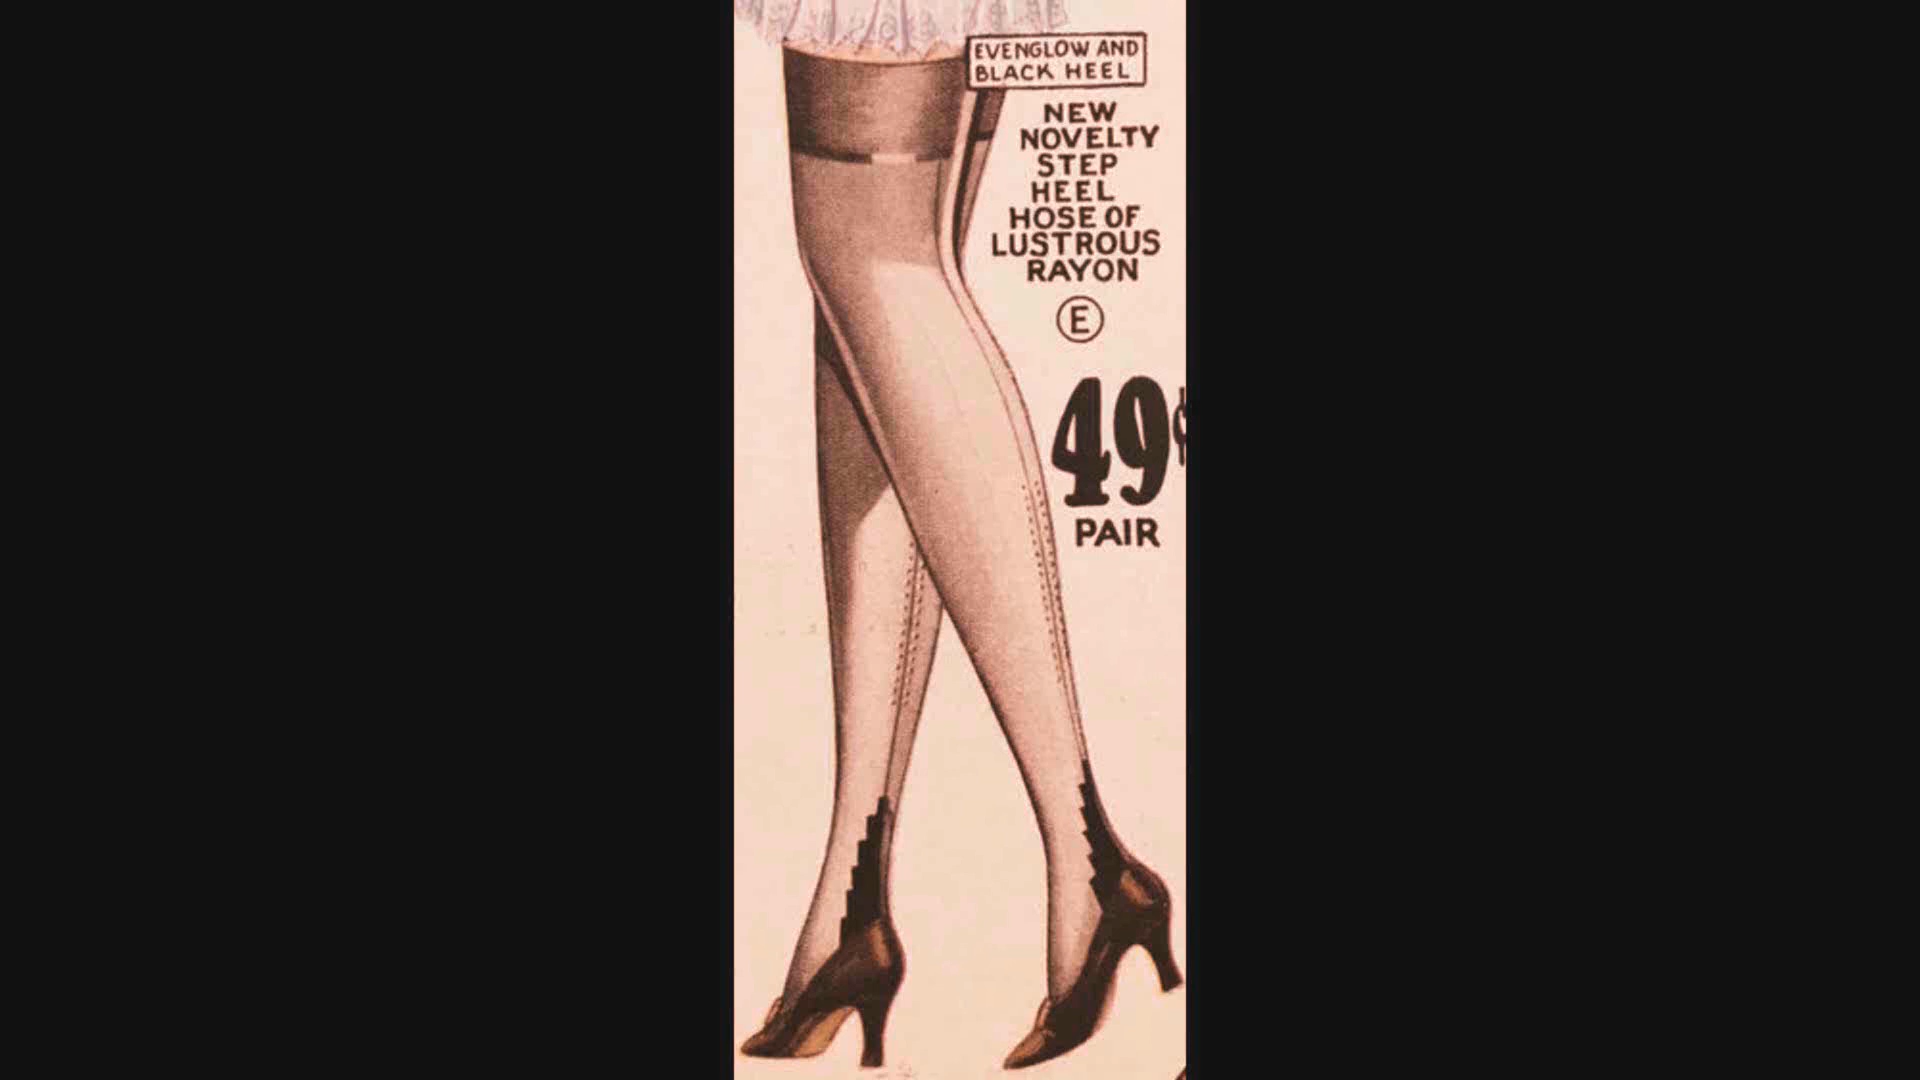 EVENGLOW AND
BLACK HEEL
NEW
NOVELTY
STEP
HEEL
HOSE OF
LUSTROUS
RAYON
E
49¢
PAIR